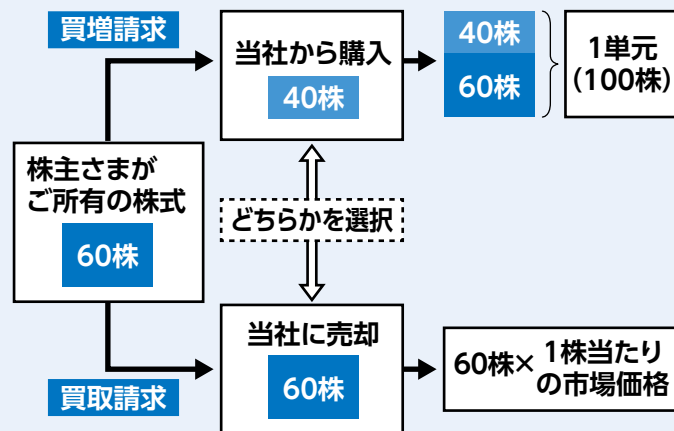 買増請求
当社から購入
40株
40株
60株
1単元
(100株)
株主さまが
ご所有の株式
60株
どちらかを選択
当社に売却
60株
買取請求
60株×1株当たり
の市場価格